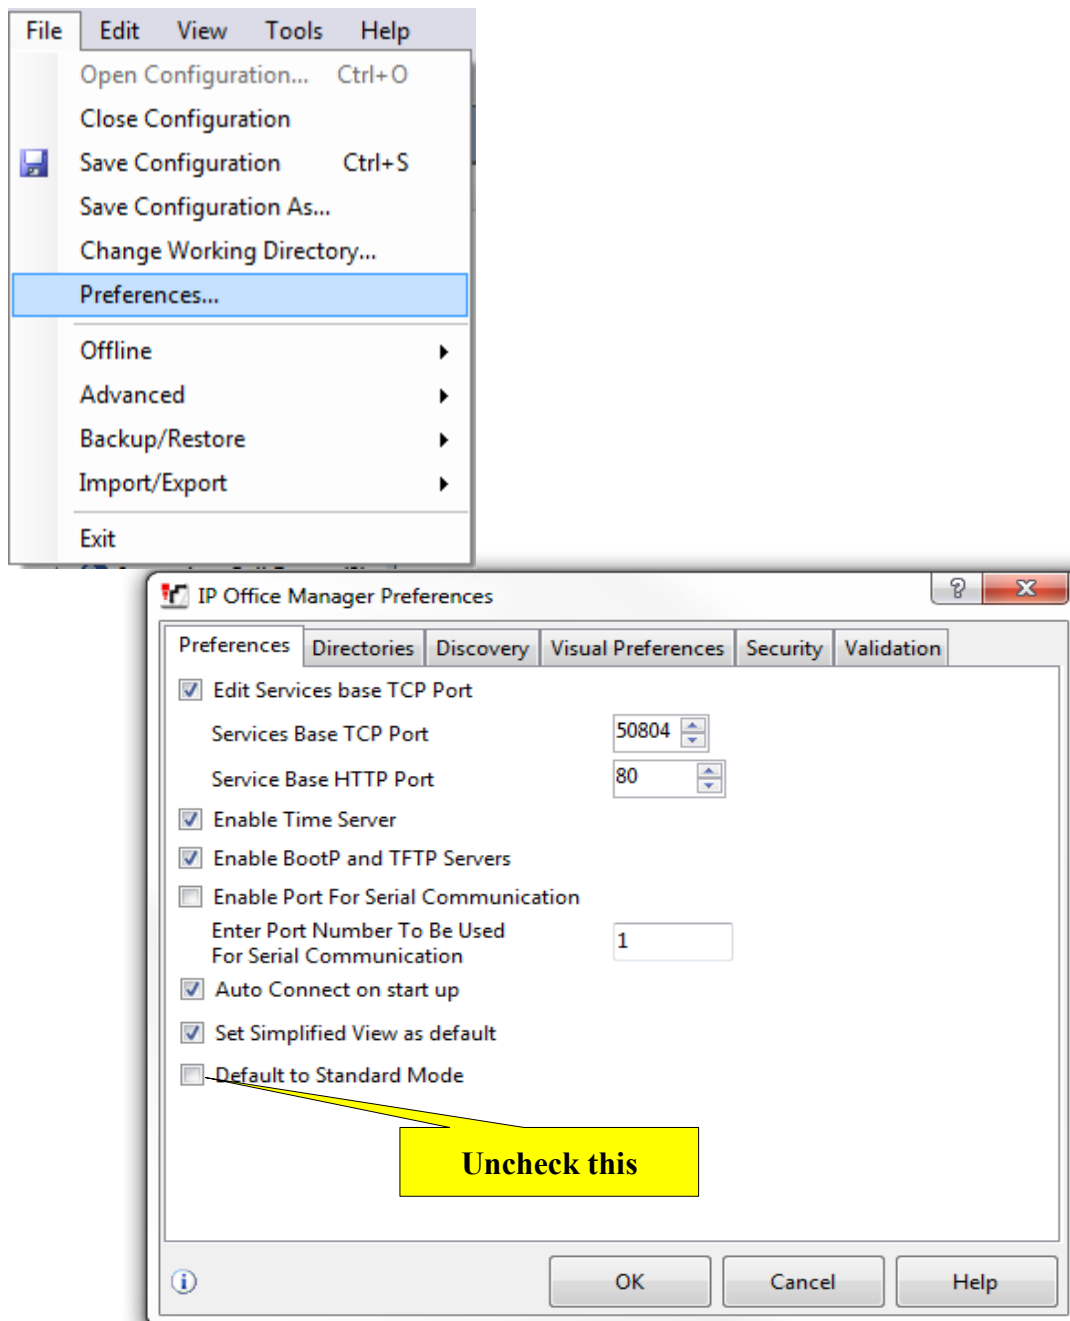 File Edit View Tools Help
Open Configuration... Ctrl+O
Close Configuration
Save Configuration Ctrl+S
Save Configuration As...
Change Working Directory...
Preferences...
Offline
Advanced
Backup/Restore
Import/Export
Exit
IP Office Manager Preferences
Preferences Directories Discovery Visual Preferences Security Validation
Edit Services base TCP Port
Services Base TCP Port 50804
Service Base HTTP Port 80
Enable Time Server
Enable BootP and TFTP Servers
Enable Port For Serial Communication
Enter Port Number To Be Used
For Serial Communication 1
Auto Connect on start up
Set Simplified View as default
Default to Standard Mode
Uncheck this
OK Cancel Help